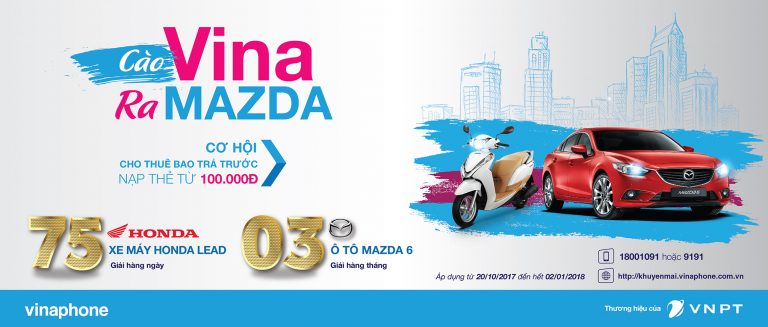 Cào Vina
Ra MAZDA
CƠ HỘI
CHO THUÊ BAO TRẢ TRƯỚC
NẠP THẺ TỪ 100.000Đ
75
HONDA
XE MÁY HONDA LEAD
Giải hàng ngày
03
Ô TÔ MAZDA 6
Giải hàng tháng
MAZDA6
18001091 hoặc 9191
Áp dụng từ 20/10/2017 đến hết 02/01/2018
http://khuyenmai.vinaphone.com.vn
vinaphone
Thương hiệu của VNPT